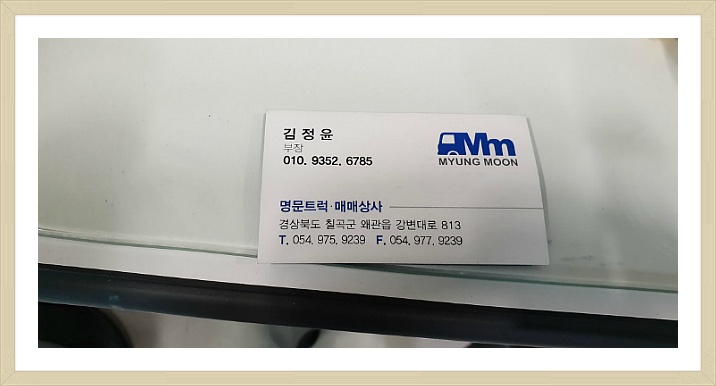 김 정 윤
부장
010. 9352. 6785
Mm
MYUNG MOON
명문트럭·매매상사
경상북도 칠곡군 왜관읍 강변대로 813
T. 054. 975. 9239 F. 054. 977. 9239